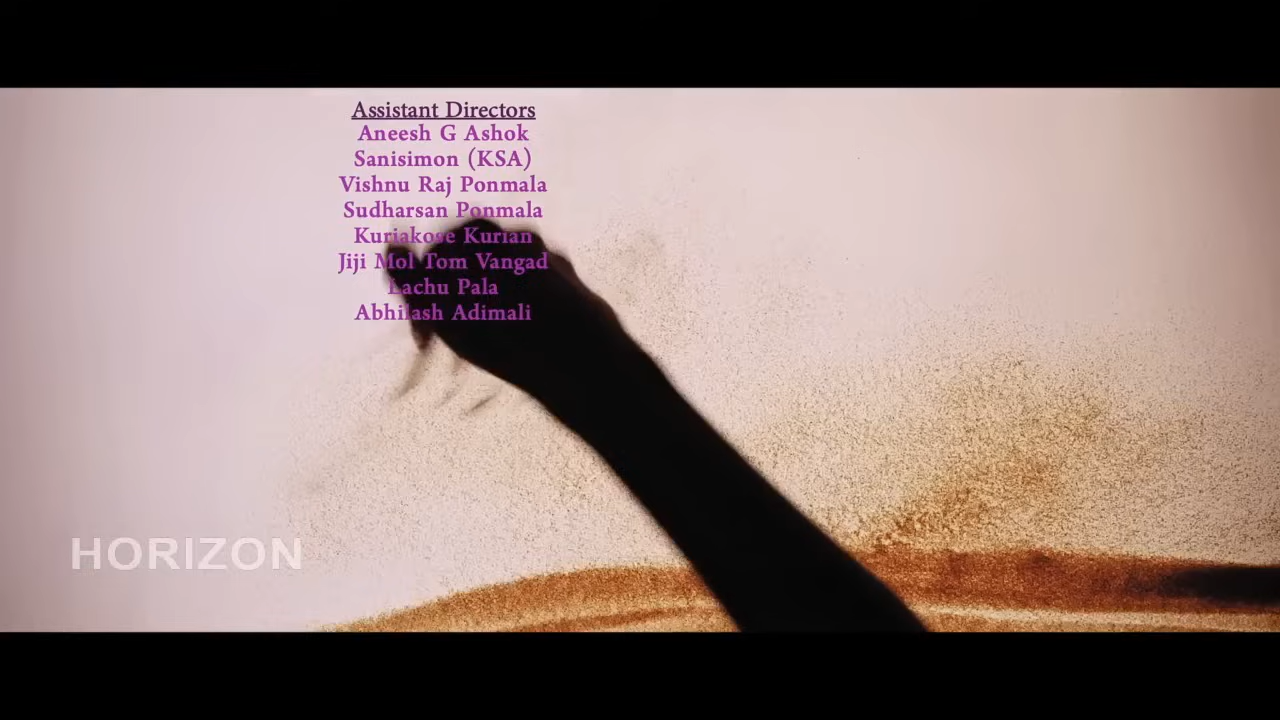 Assistant Directors
Aneesh G Ashok
Sanisimon (KSA)
Vishnu Raj Ponmala
Sudharsan Ponmala
Kuriakose Kurian
Jiji Mol Tom Vangad
Lachu Pala
Abhilash Adimali
HORIZON